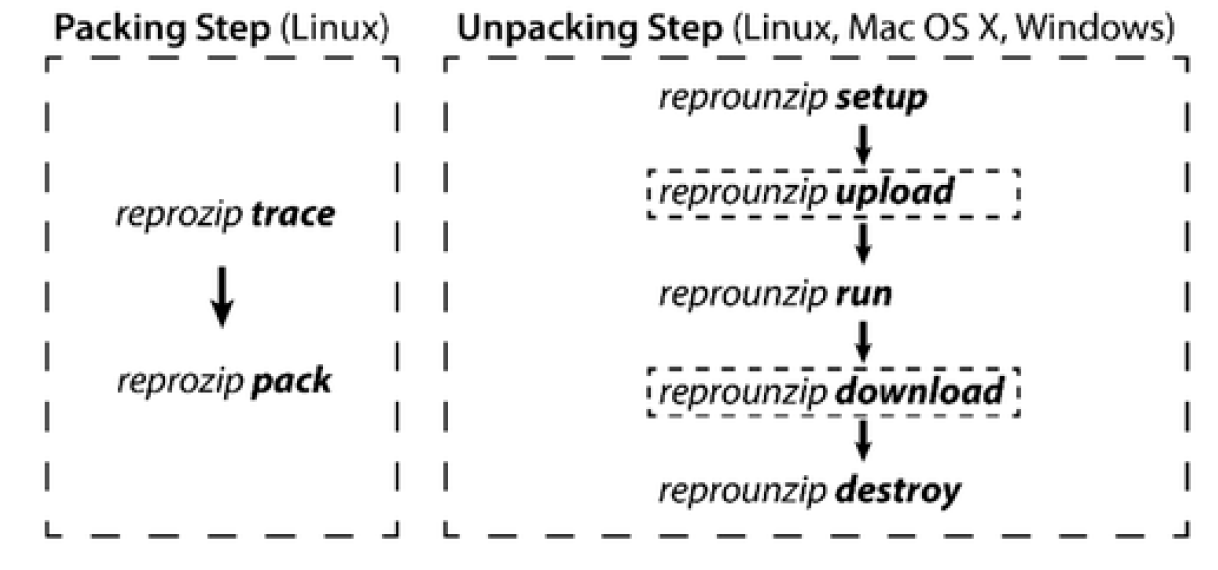 Packing Step (Linux)
reprozip trace
reprozip pack
Unpacking Step (Linux, Mac OS X, Windows)
reprounzip setup
reprounzip upload
reprounzip run
reprounzip download
reprounzip destroy